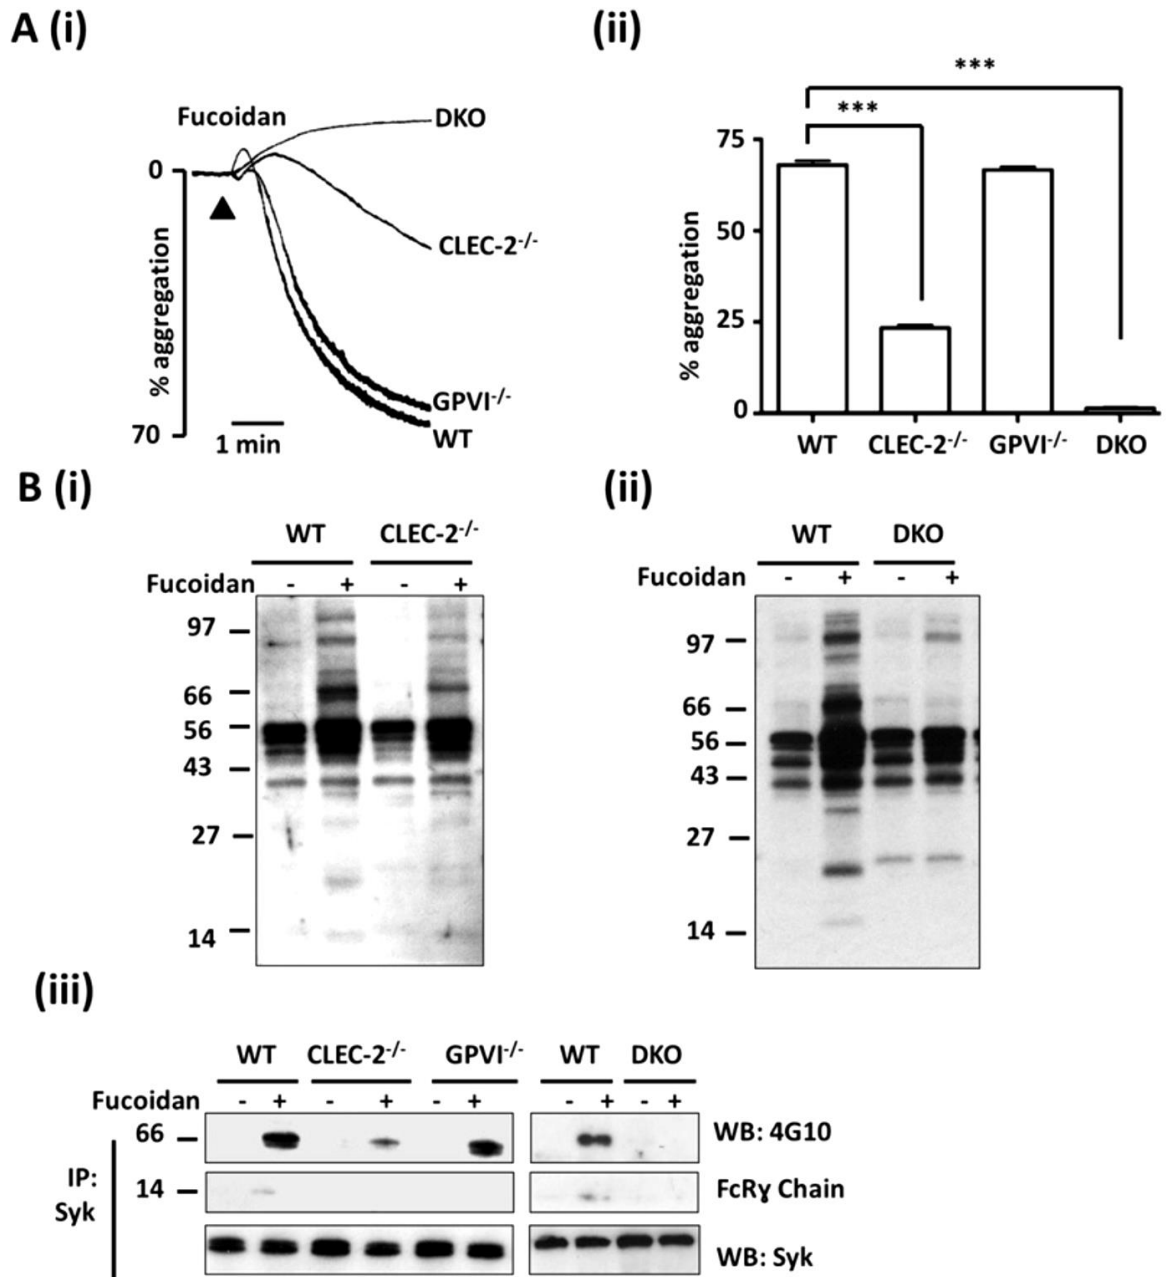 A (i)
(ii)
Fucoidan
DKO
0
CLEC-2-/-
% aggregation
GPVI-/-
WT
70
1 min
***
***
75
50
25
0
% aggregation
WT CLEC-2-/- GPVI-/- DKO
B (i)
(ii)
WT CLEC-2-/-
Fucoidan - + - +
97
66
56
43
27
14
WT DKO
Fucoidan - + - +
97
66
56
43
27
14
(iii)
WT CLEC-2-/- GPVI-/- WT DKO
Fucoidan - + - + - + - + - +
66
WB: 4G10
IP:
Syk
14
FcRɣ Chain
WB: Syk